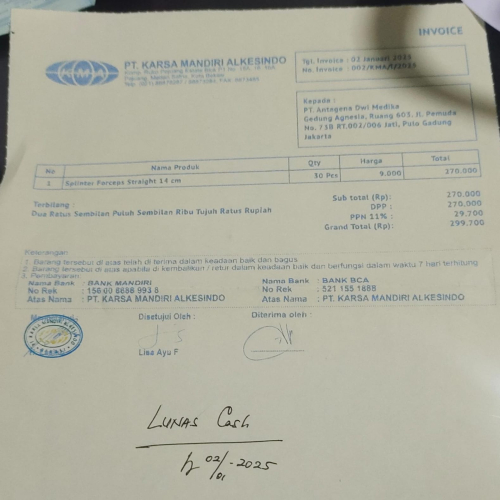 INVOICE
KMA
PT. KARSA MANDIRI ALKESINDO
Tgl. Invoice : 02 Januari 2025
No. Invoice : 002/KMA/I/2025
Kepada :
PT. Antagena Dwi Medika
Gedung Agnesia, Ruang 603, Jl. Pemuda
No. 73B RT.002/006 Jati, Pulo Gadung
Jakarta
No Nama Produk Qty Harga Total
1 Splinter Forceps Straight 14 cm 30 Pcs 9.000 270.000
Sub total (Rp): 270.000
Terbilang :
DPP : 270.000
Dua Ratus Sembilan Puluh Sembilan Ribu Tujuh Ratus Rupiah
PPN 11% : 29.700
Grand Total (Rp): 299.700
Keterangan:
1. Barang tersebut di atas telah di terima dalam keadaan baik dan bagus
2. Barang tersebut di atas apabila di kembalikan / retur dalam keadaan baik dan berfungsi dalam waktu 7 hari terhitung
3. Pembayaran:
Nama Bank : BANK MANDIRI Nama Bank : BANK BCA
No Rek : 156 00 6898 993 8 No Rek : 521 155 1888
Atas Nama : PT. KARSA MANDIRI ALKESINDO Atas Nama : PT. KARSA MANDIRI ALKESINDO
Disetujui Oleh : Diterima oleh :
Lisa Ayu F
LUNAS Cash
02/01-2025